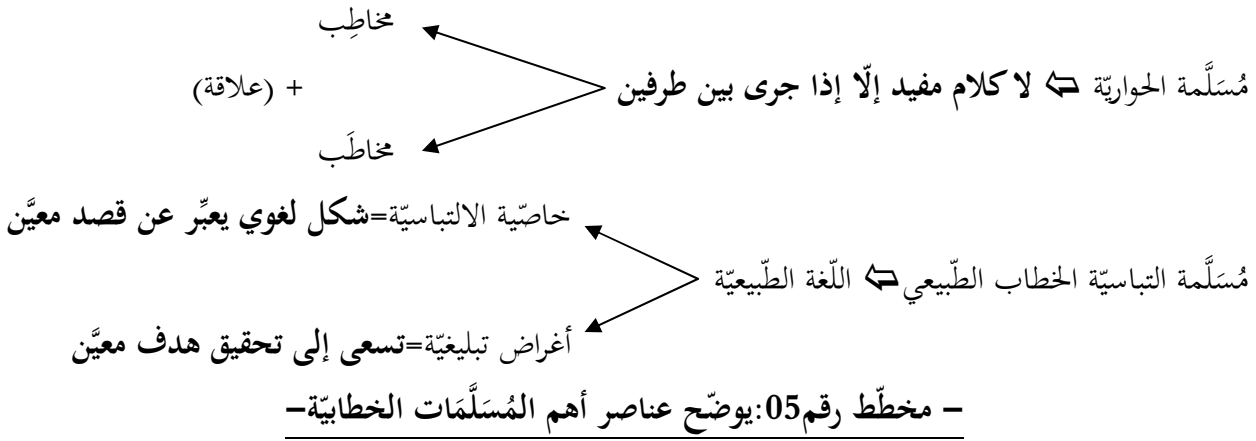 مخاطِب
مُسَلَّمة الحواريّة ⇦ لا كلام مفيد إلّا إذا جرى بين طرفين + (علاقة)
مخاطَب
خاصّية الالتباسيّة=شكل لغوي يعبِّر عن قصد معيَّن
مُسَلَّمة التباسيّة الخطاب الطّبيعي ⇦ اللّغة الطّبيعيّة
أغراض تبليغيّة=تسعى إلى تحقيق هدف معيَّن
– مخطّط رقم05:يوضّح عناصر أهم المُسَلَّمَات الخطابيّة–